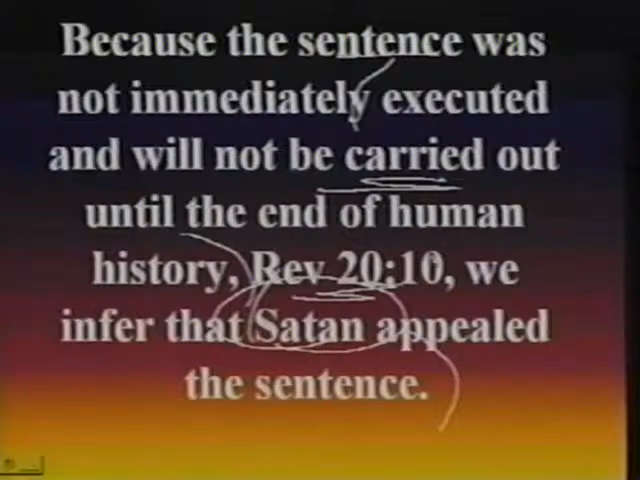 Because the sentence was
not immediately executed
and will not be carried out
until the end of human
history, Rev 20:10, we
infer that Satan appealed
the sentence.